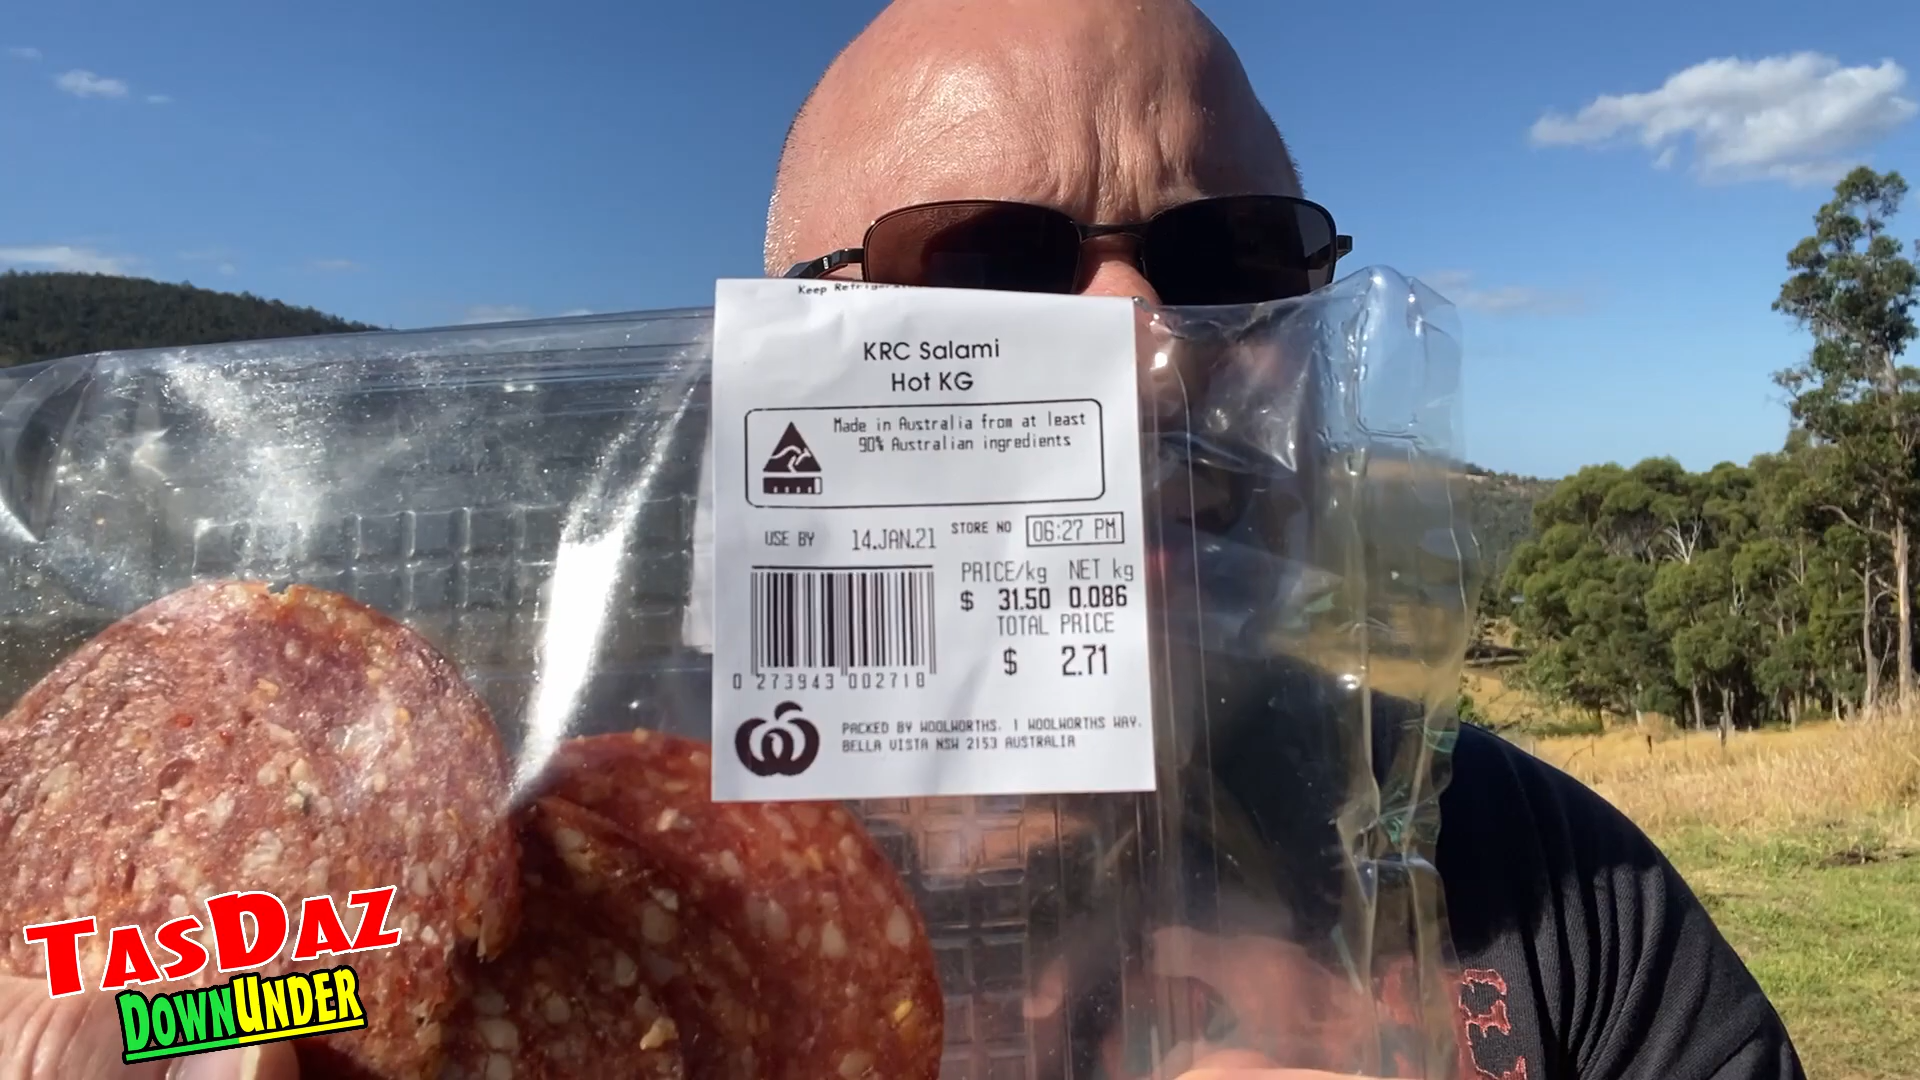 Keep
KRC Salami
Hot KG
Made in Australia from at least
90% Australian ingredients
USE BY 14.JAN.21 STORE NO 06:27 PM
PRICE/kg NET kg
$ 31.50 0.086
TOTAL PRICE
$ 2.71
0 273943 002710
PACKED BY WOOLWORTHS. 1 WOOLWORTHS WAY.
BELLA VISTA NSW 2153 AUSTRALIA
TASDAZ
DOWNUNDER